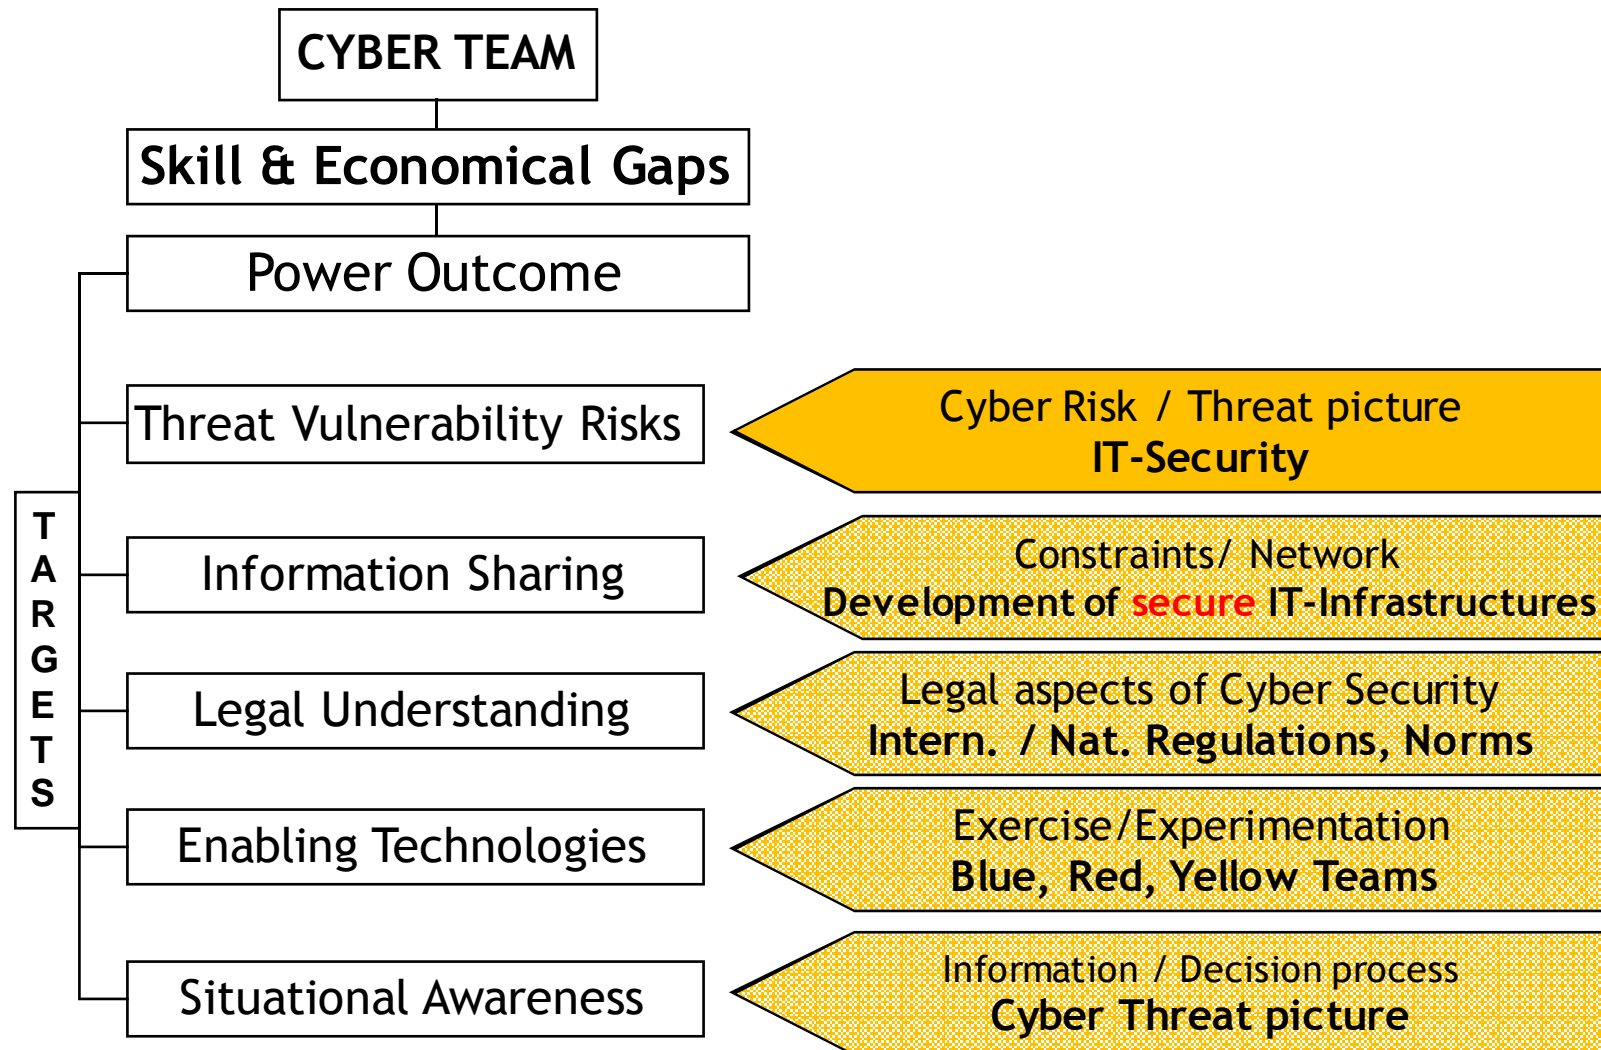 CYBER TEAM
Skill & Economical Gaps
Power Outcome
TARGETS
Threat Vulnerability Risks
Cyber Risk / Threat picture
IT-Security
Information Sharing
Constraints/ Network
Development of secure IT-Infrastructures
Legal Understanding
Legal aspects of Cyber Security
Intern. / Nat. Regulations, Norms
Enabling Technologies
Exercise/Experimentation
Blue, Red, Yellow Teams
Situational Awareness
Information / Decision process
Cyber Threat picture